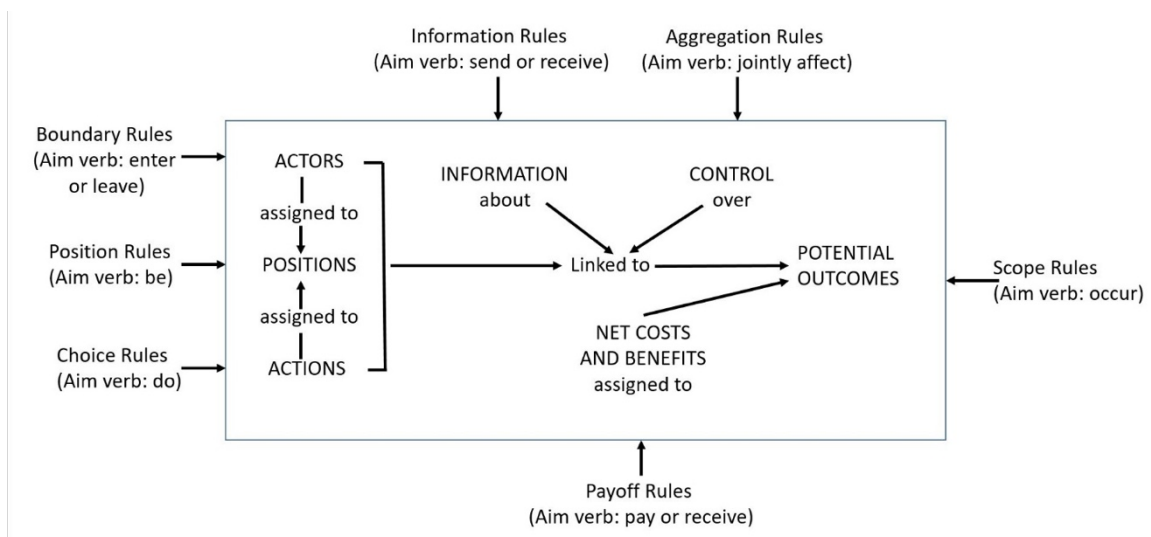 Information Rules
(Aim verb: send or receive)
Aggregation Rules
(Aim verb: jointly affect)
Boundary Rules
(Aim verb: enter
or leave)
Position Rules
(Aim verb: be)
Choice Rules
(Aim verb: do)
ACTORS
assigned to
POSITIONS
assigned to
ACTIONS
INFORMATION
about
CONTROL
over
Linked to
POTENTIAL
OUTCOMES
NET COSTS
AND BENEFITS
assigned to
Scope Rules
(Aim verb: occur)
Payoff Rules
(Aim verb: pay or receive)